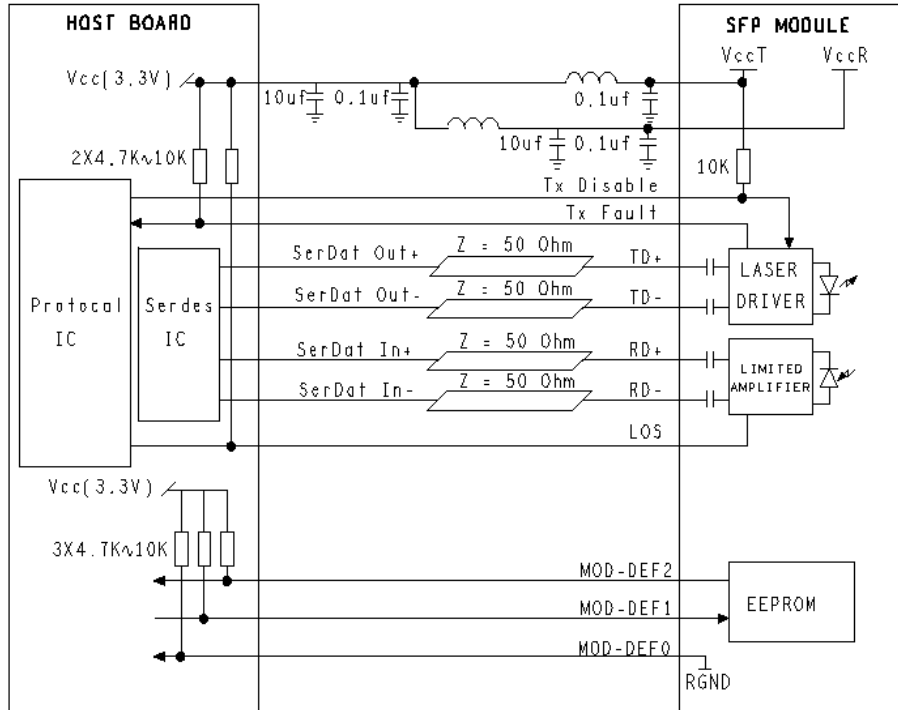 HOST BOARD
SFP MODULE
VccT
VccR
Vcc(3.3V)
10uf
0.1uf
0.1uf
10uf
0.1uf
2X4.7K~10K
10K
Tx Disable
Tx Fault
SerDat Out+
Z = 50 Ohm
TD+
SerDat Out-
Z = 50 Ohm
TD-
LASER
DRIVER
Protocal
IC
Serdes
IC
SerDat In+
Z = 50 Ohm
RD+
SerDat In-
Z = 50 Ohm
RD-
LIMITED
AMPLIFIER
LOS
Vcc(3.3V)
3X4.7K~10K
MOD-DEF2
MOD-DEF1
EEPROM
MOD-DEF0
RGND